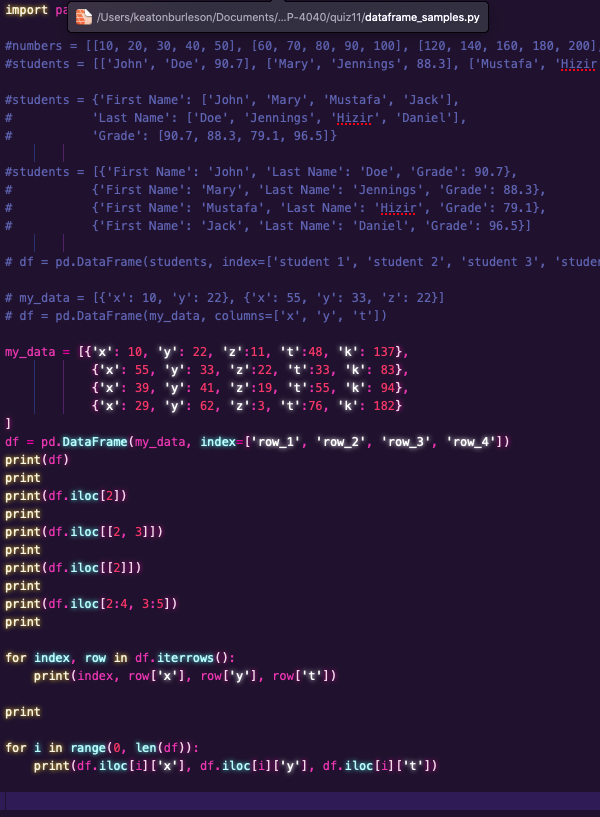 import pa
/Users/keatonburleson/Documents/...P-4040/quiz11/dataframe_samples.py
#numbers = [[10, 20, 30, 40, 50], [60, 70, 80, 90, 100], [120, 140, 160, 180, 200],
#students = [['John', 'Doe', 90.7], ['Mary', 'Jennings', 88.3], ['Mustafa', 'Hizir
#students = {'First Name': ['John', 'Mary', 'Mustafa', 'Jack'],
#           'Last Name': ['Doe', 'Jennings', 'Hizir', 'Daniel'],
#           'Grade': [90.7, 88.3, 79.1, 96.5]}
#students = [{'First Name': 'John', 'Last Name': 'Doe', 'Grade': 90.7},
#           {'First Name': 'Mary', 'Last Name': 'Jennings', 'Grade': 88.3},
#           {'First Name': 'Mustafa', 'Last Name': 'Hizir', 'Grade': 79.1},
#           {'First Name': 'Jack', 'Last Name': 'Daniel', 'Grade': 96.5}]
# df = pd.DataFrame(students, index=['student 1', 'student 2', 'student 3', 'studen
# my_data = [{'x': 10, 'y': 22}, {'x': 55, 'y': 33, 'z': 22}]
# df = pd.DataFrame(my_data, columns=['x', 'y', 't'])
my_data = [{'x': 10, 'y': 22, 'z':11, 't':48, 'k': 137},
           {'x': 55, 'y': 33, 'z':22, 't':33, 'k': 83},
           {'x': 39, 'y': 41, 'z':19, 't':55, 'k': 94},
           {'x': 29, 'y': 62, 'z':3, 't':76, 'k': 182}
]
df = pd.DataFrame(my_data, index=['row_1', 'row_2', 'row_3', 'row_4'])
print(df)
print
print(df.iloc[2])
print
print(df.iloc[[2, 3]])
print
print(df.iloc[[2]])
print
print(df.iloc[2:4, 3:5])
print
for index, row in df.iterrows():
    print(index, row['x'], row['y'], row['t'])
print
for i in range(0, len(df)):
    print(df.iloc[i]['x'], df.iloc[i]['y'], df.iloc[i]['t'])